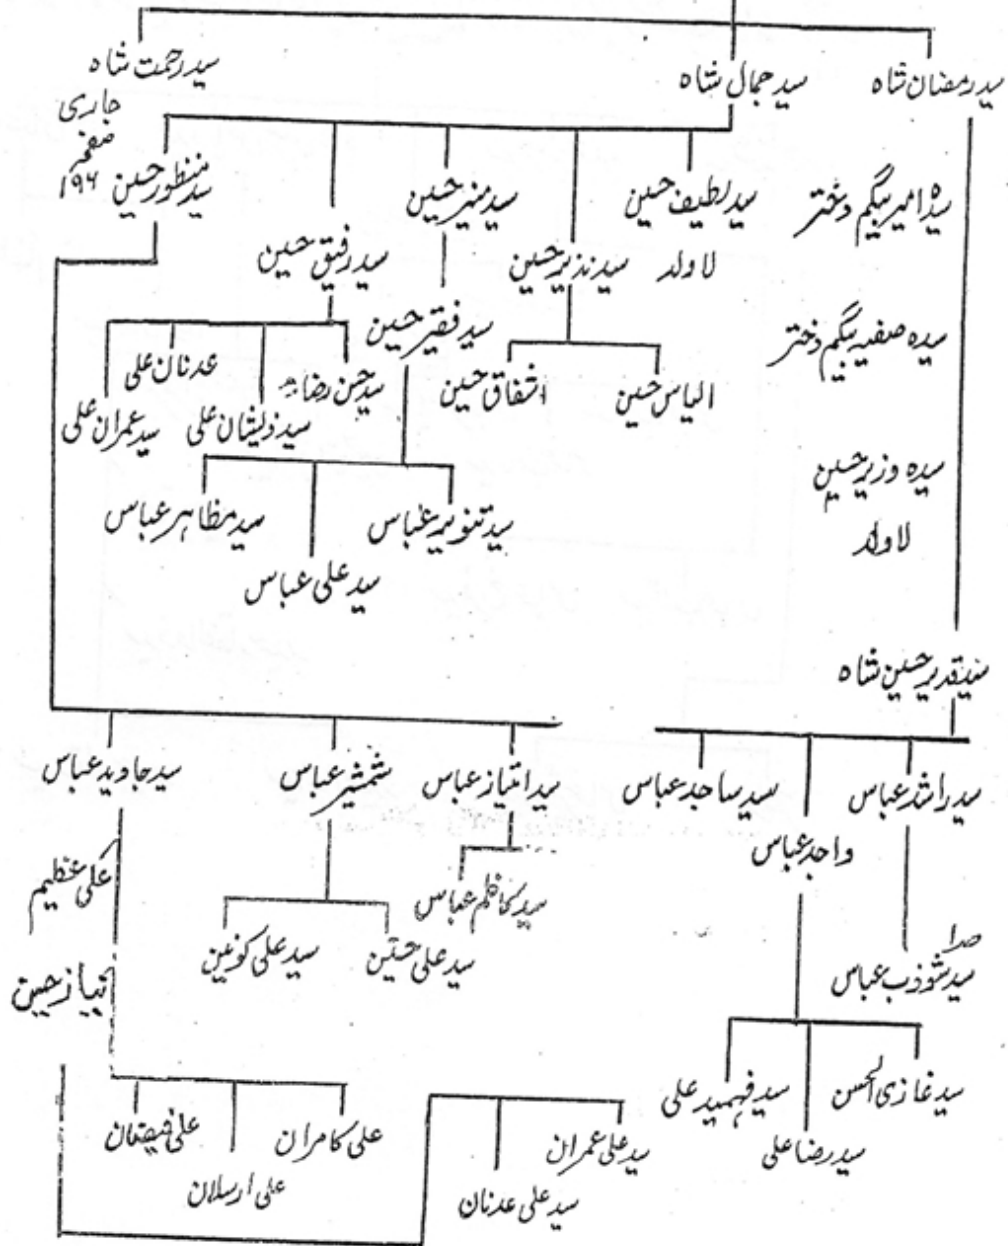 سید رمضان شاہ
سید جمال شاہ
سید رحمت شاہ
جاری
صفحہ
۱۹۶
سیدہ امیر بیگم دختر
سیدہ صفیہ بیگم دختر
سیدہ وزیر حسین
لاولد
سید قدیر حسین شاہ
سید لطیف حسین
لاولد
سید نذیر حسین
سید منیر حسین
سید فقیر حسین
سید رفیق حسین
سید منظور حسین
الیاس حسین
اشفاق حسین
سید حسن رضا
سید ذیشان علی
عدنان علی
سید عمران علی
سید تنویر عباس
سید علی عباس
سید مظاہر عباس
سید راشد عباس
واجد عباس
سید ساجد عباس
سید امتیاز عباس
شمشیر عباس
سید جاوید عباس
سید شوذب عباس
سید کاظم عباس
سید علی حسنین
سید علی کونین
علی عظیم
سید غازی الحسن
سید رضا علی
سید فہمید علی
سید علی عمران
سید علی عدنان
علی کامران
علی ارسلان
علی فیضان